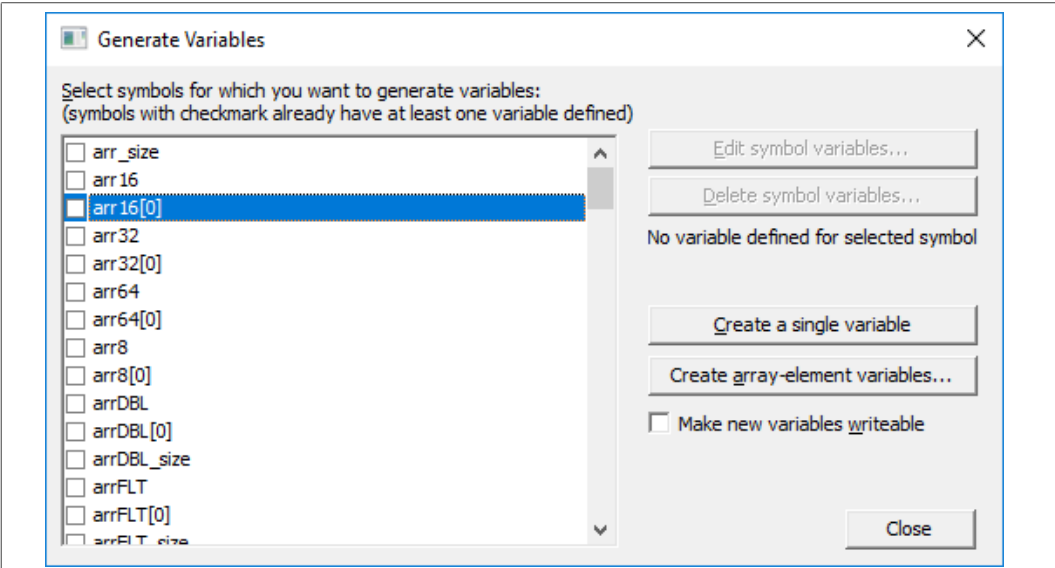 Generate Variables
Select symbols for which you want to generate variables:
(symbols with checkmark already have at least one variable defined)
arr_size
arr16
arr16[0]
arr32
arr32[0]
arr64
arr64[0]
arr8
arr8[0]
arrDBL
arrDBL[0]
arrDBL_size
arrFLT
arrFLT[0]
arrFLT_size
Edit symbol variables...
Delete symbol variables...
No variable defined for selected symbol
Create a single variable
Create array-element variables...
Make new variables writeable
Close